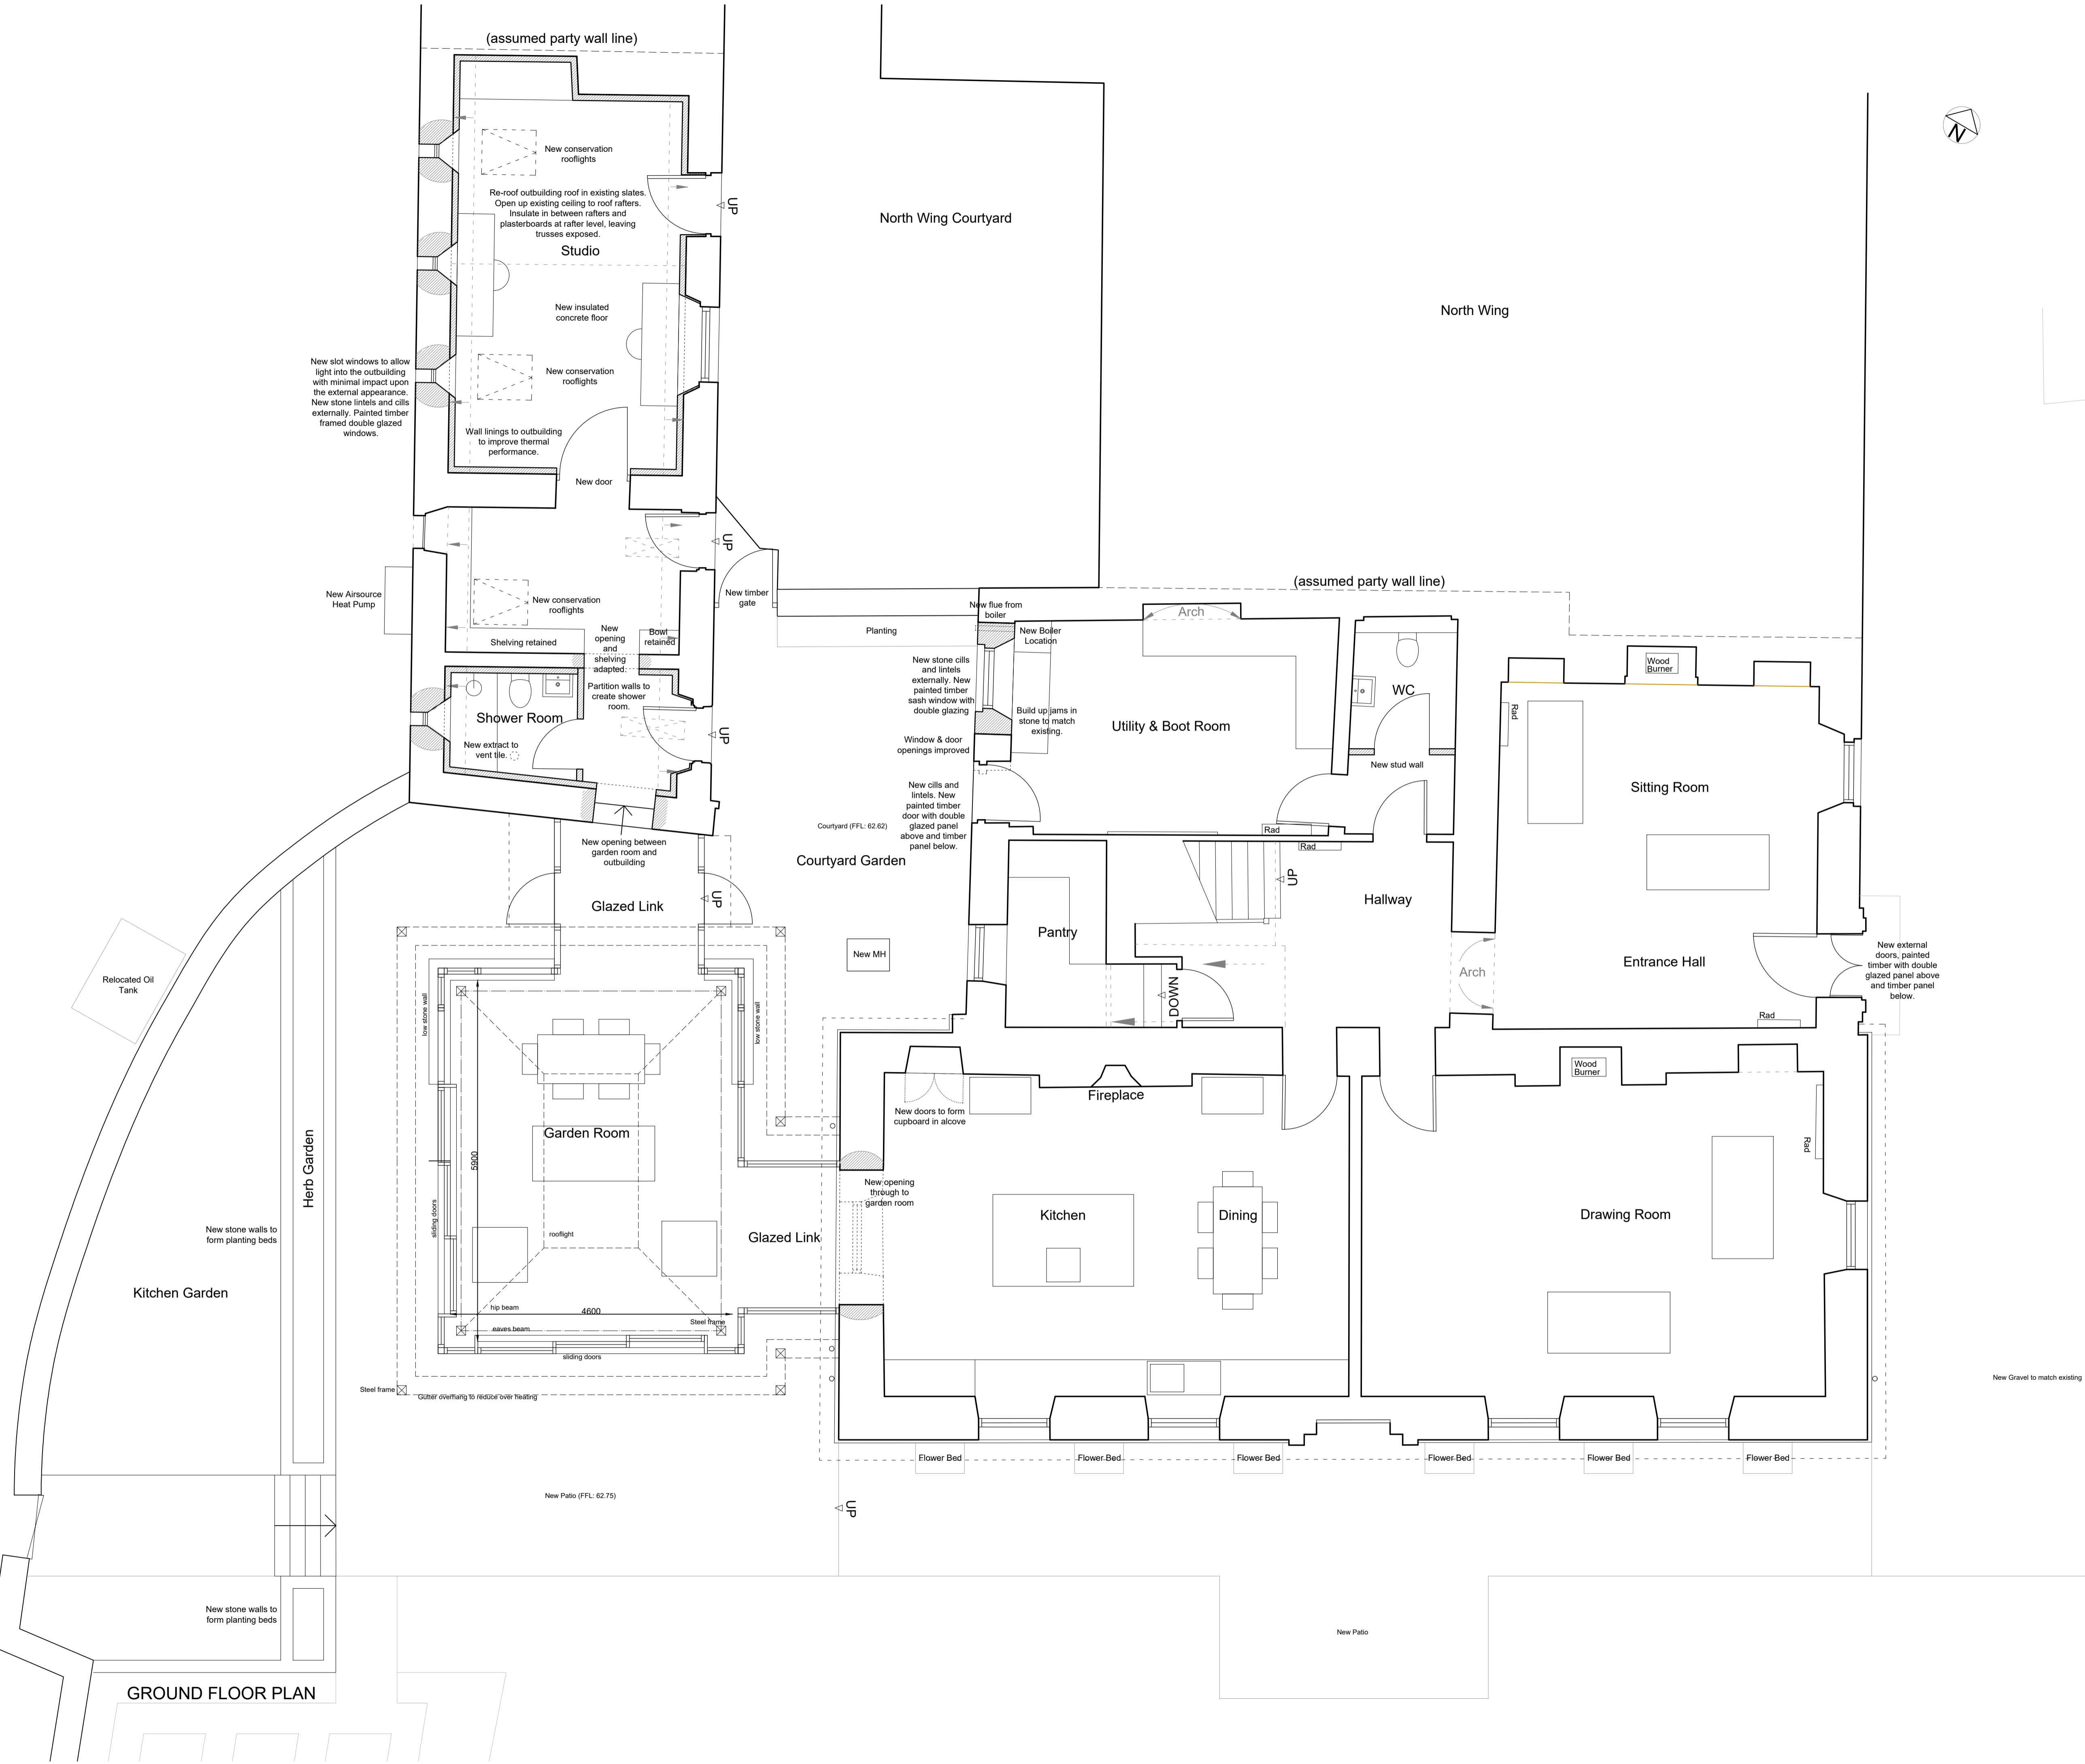 (assumed party wall line)
N
New conservation
rooflights
Re-roof outbuilding roof in existing slates.
Open up existing ceiling to roof rafters.
Insulate in between rafters and
plasterboards at rafter level, leaving
trusses exposed.
Studio
UP
North Wing Courtyard
North Wing
New insulated
concrete floor
New slot windows to allow
light into the outbuilding
with minimal impact upon
the external appearance.
New stone lintels and cills
externally. Painted timber
framed double glazed
windows.
New conservation
rooflights
Wall linings to outbuilding
to improve thermal
performance.
New door
UP
New Airsource
Heat Pump
New conservation
rooflights
New timber
gate
Shelving retained
New
opening
and
shelving
adapted.
Bowl
retained
Planting
(assumed party wall line)
New flue from
boiler
New Boiler
Location
Arch
New stone cills
and lintels
externally. New
painted timber
sash window with
double glazing
Build up jams in
stone to match
existing.
Window & door
openings improved
Utility & Boot Room
WC
Wood
Burner
Rad
Partition walls to
create shower
room.
Shower Room
New extract to
vent tile.
UP
New stud wall
Sitting Room
New cills and
lintels. New
painted timber
door with double
glazed panel
above and timber
panel below.
Courtyard (FFL: 62.62)
Courtyard Garden
Rad
Rad
New opening between
garden room and
outbuilding
Glazed Link
UP
UP
Hallway
Pantry
New MH
DOWN
Arch
Entrance Hall
New external
doors, painted
timber with double
glazed panel above
and timber panel
below.
Rad
Relocated Oil
Tank
low stone wall
low stone wall
Wood
Burner
Fireplace
New doors to form
cupboard in alcove
Garden Room
5900
Herb Garden
Rad
New opening
through to
garden room
Kitchen
Dining
Drawing Room
sliding doors
rooflight
Glazed Link
New stone walls to
form planting beds
Kitchen Garden
hip beam
4600
Steel frame
eaves beam
sliding doors
Steel frame
Gutter overhang to reduce over heating
New Gravel to match existing
Flower Bed
Flower Bed
Flower Bed
Flower Bed
Flower Bed
Flower Bed
New Patio (FFL: 62.75)
UP
New stone walls to
form planting beds
New Patio
GROUND FLOOR PLAN